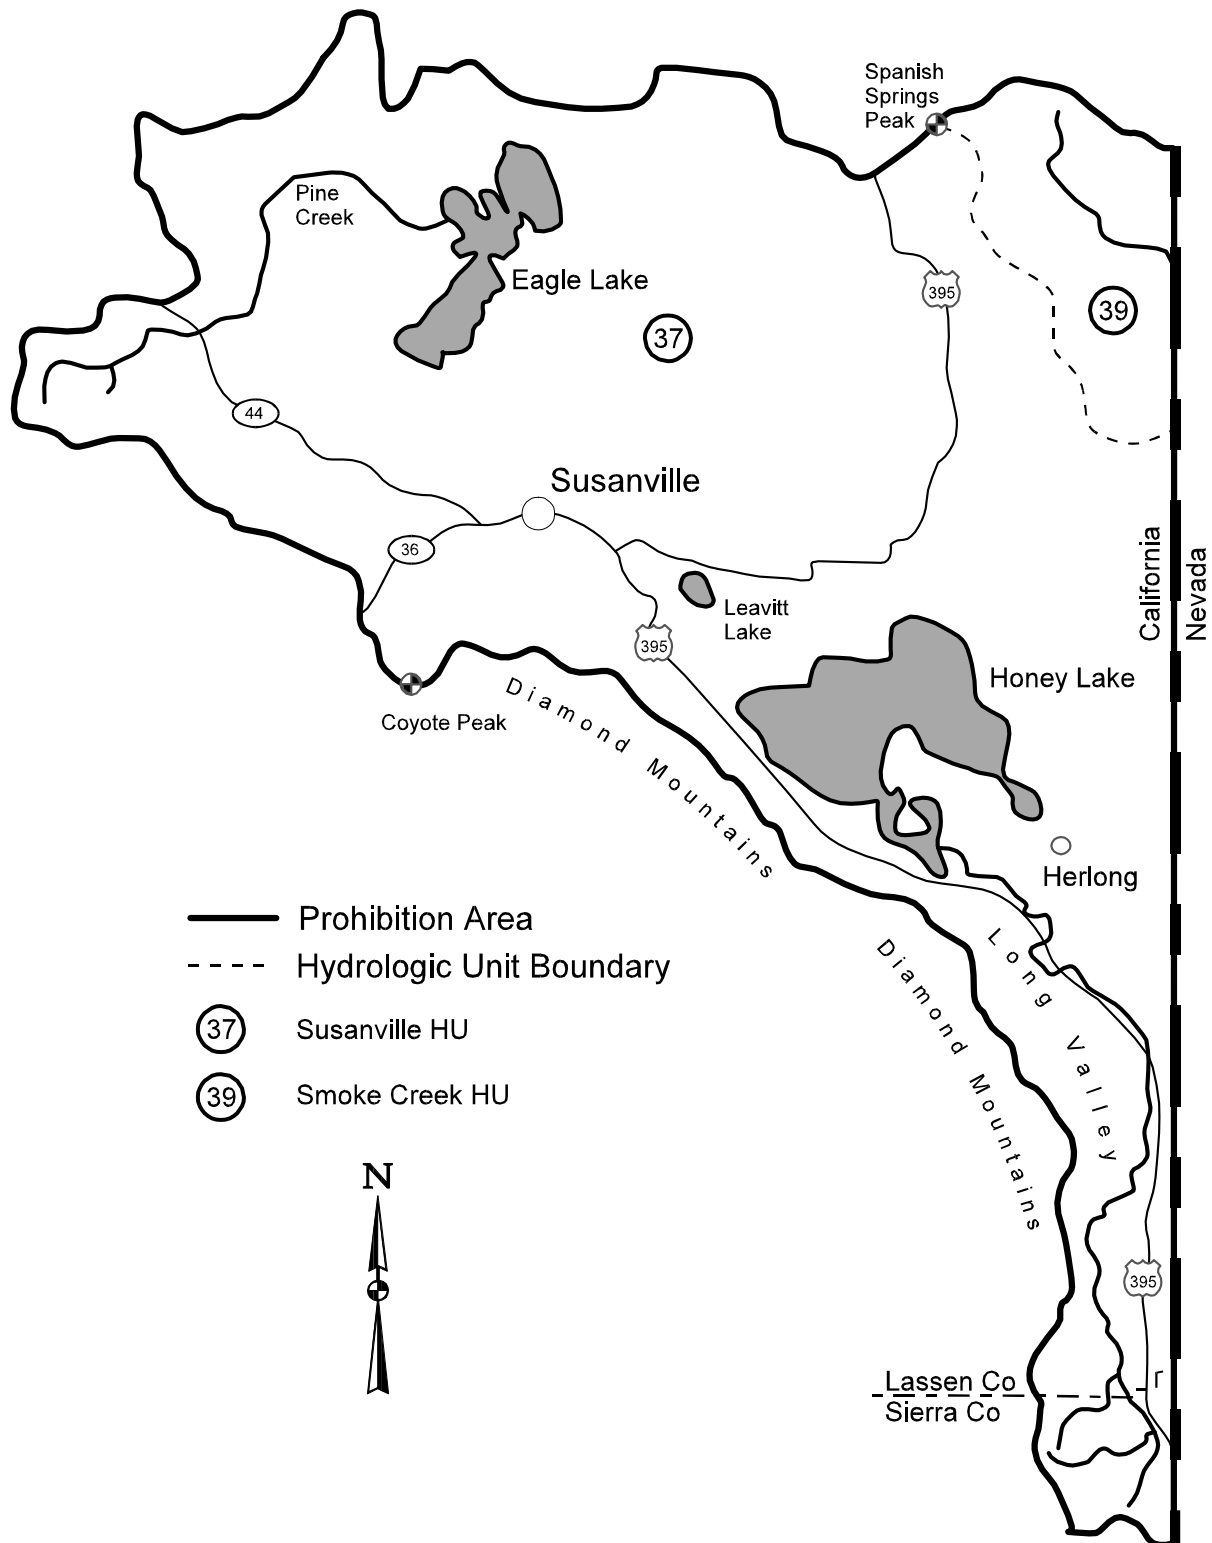 Spanish
Springs
Peak
Pine
Creek
Eagle Lake
395
39
37
44
Susanville
36
California
Nevada
Leavitt
Lake
395
Honey Lake
Diamond Mountains
Coyote Peak
Herlong
Prohibition Area
Hydrologic Unit Boundary
37 Susanville HU
39 Smoke Creek HU
Long Valley
Diamond Mountains
N
395
Lassen Co
Sierra Co